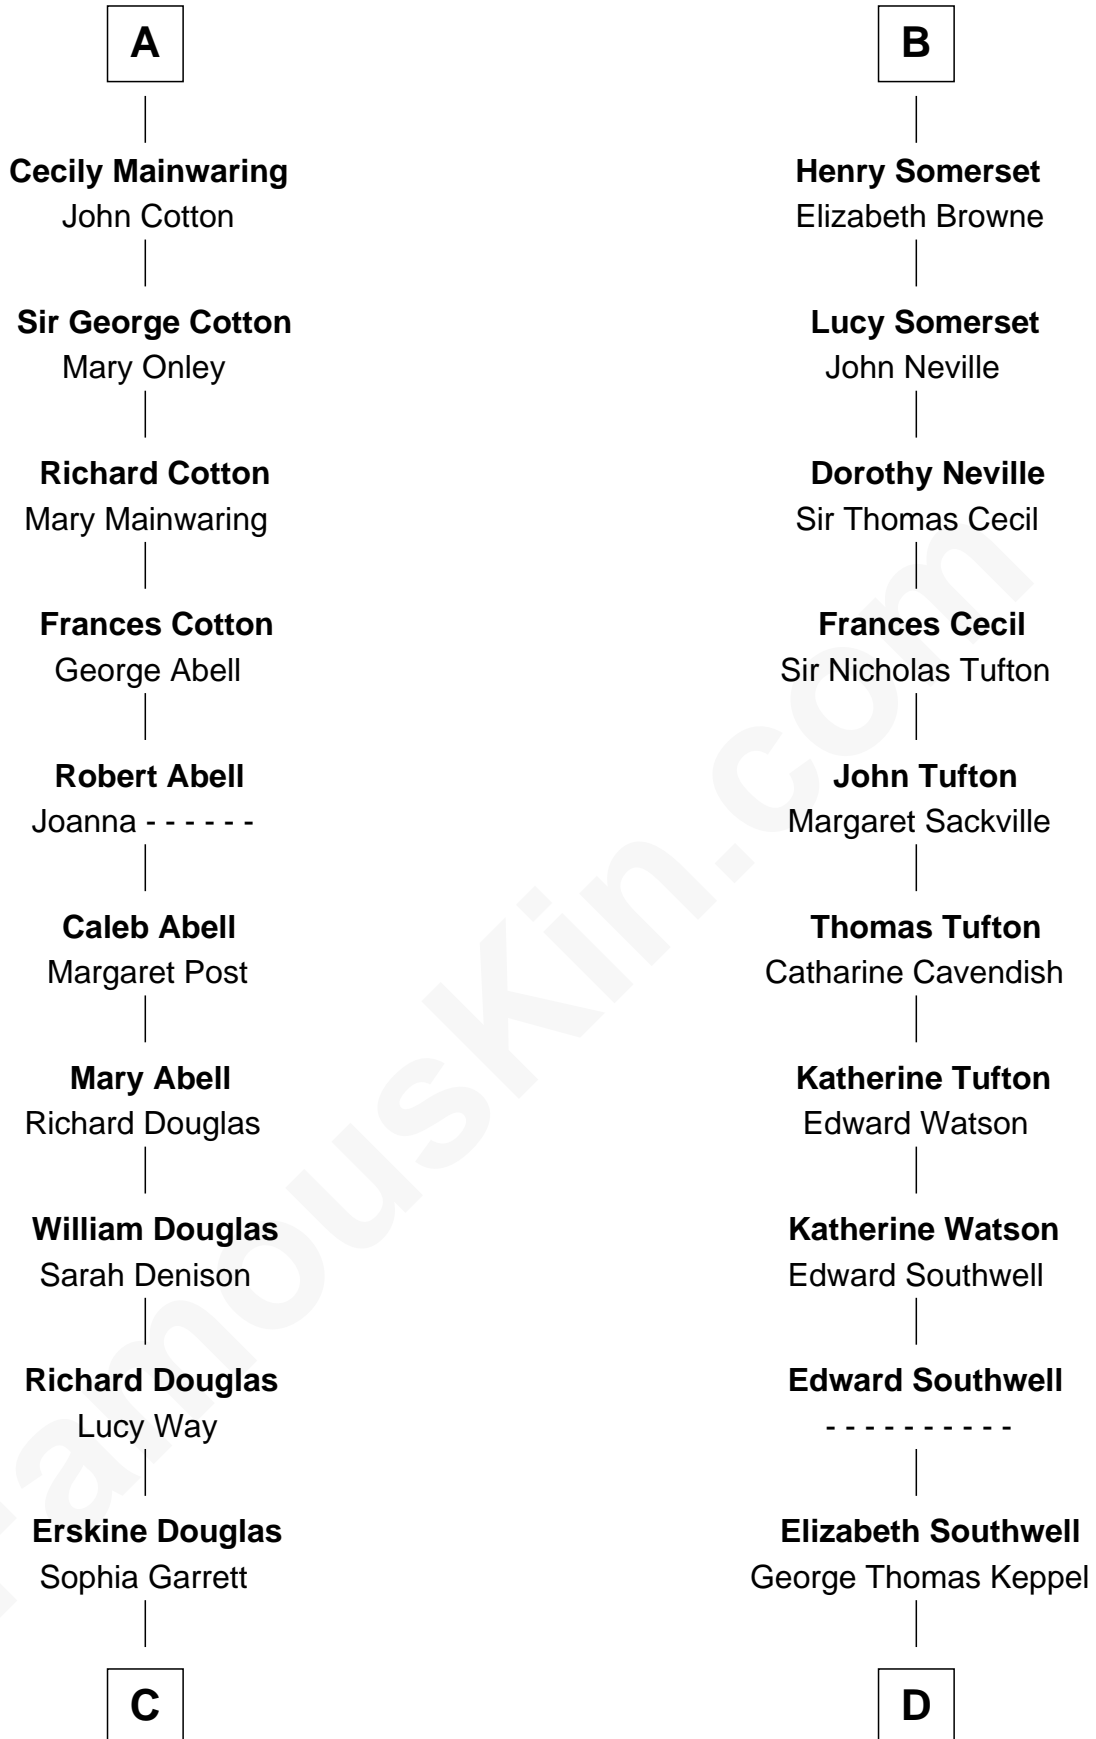 A
Cecily Mainwaring
John Cotton
Sir George Cotton
Mary Onley
Richard Cotton
Mary Mainwaring
Frances Cotton
George Abell
Robert Abell
Joanna - - - - - -
Caleb Abell
Margaret Post
Mary Abell
Richard Douglas
William Douglas
Sarah Denison
Richard Douglas
Lucy Way
Erskine Douglas
Sophia Garrett
C
B
Henry Somerset
Elizabeth Browne
Lucy Somerset
John Neville
Dorothy Neville
Sir Thomas Cecil
Frances Cecil
Sir Nicholas Tufton
John Tufton
Margaret Sackville
Thomas Tufton
Catharine Cavendish
Katherine Tufton
Edward Watson
Katherine Watson
Edward Southwell
Edward Southwell
- - - - - - - - - -
Elizabeth Southwell
George Thomas Keppel
D
FamousKin.com